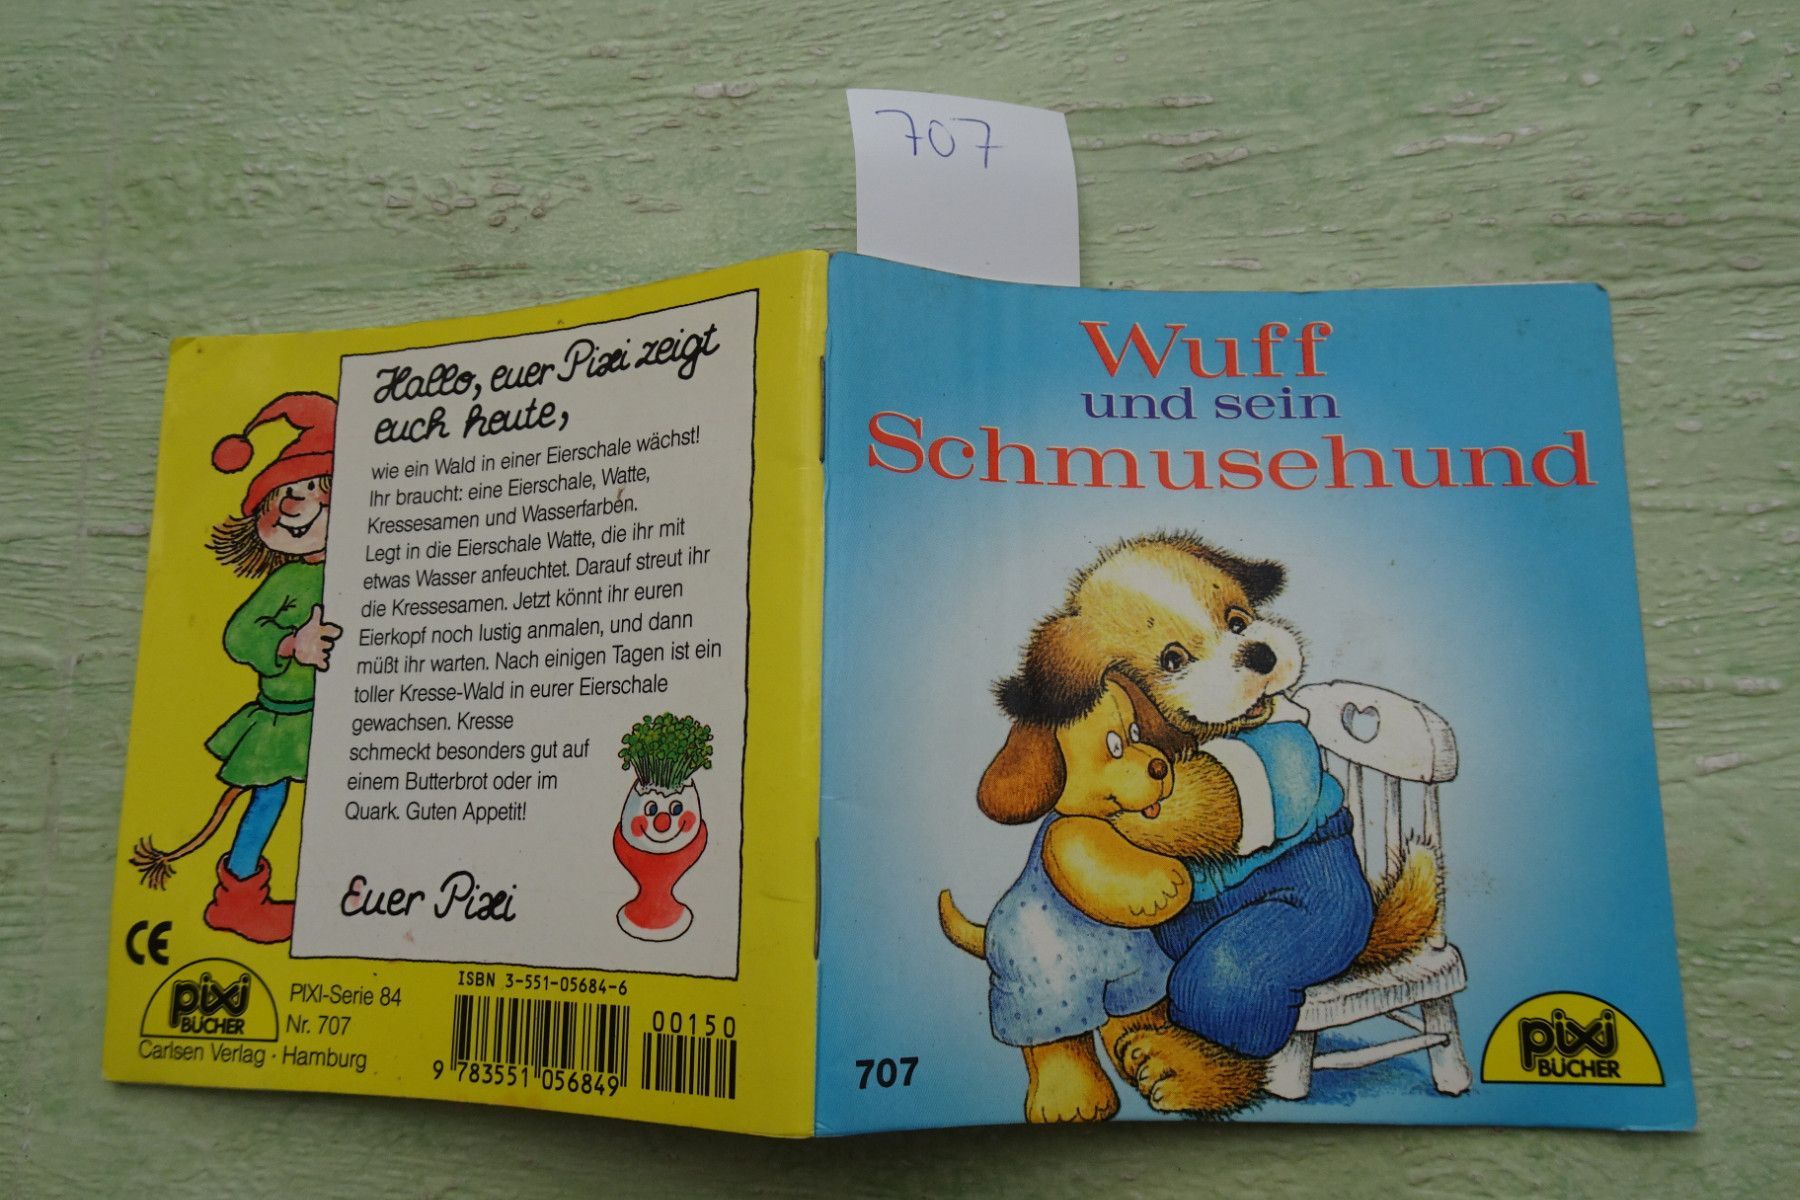 707
Hallo, euer Pixi zeigt
euch heute,
wie ein Wald in einer Eierschale wächst!
Ihr braucht: eine Eierschale, Watte,
Kressesamen und Wasserfarben.
Legt in die Eierschale Watte, die ihr mit
etwas Wasser anfeuchtet. Darauf streut ihr
die Kressesamen. Jetzt könnt ihr euren
Eierkopf noch lustig anmalen, und dann
müßt ihr warten. Nach einigen Tagen ist ein
toller Kresse-Wald in eurer Eierschale
gewachsen. Kresse
schmeckt besonders gut auf
einem Butterbrot oder im
Quark. Guten Appetit!
Euer Pixi
CE
pixi
BÜCHER
PIXI-Serie 84
Nr. 707
Carlsen Verlag · Hamburg
ISBN 3-551-05684-6
00150
9 783551 056849
Wuff
und sein
Schmusehund
707
pixi
BÜCHER